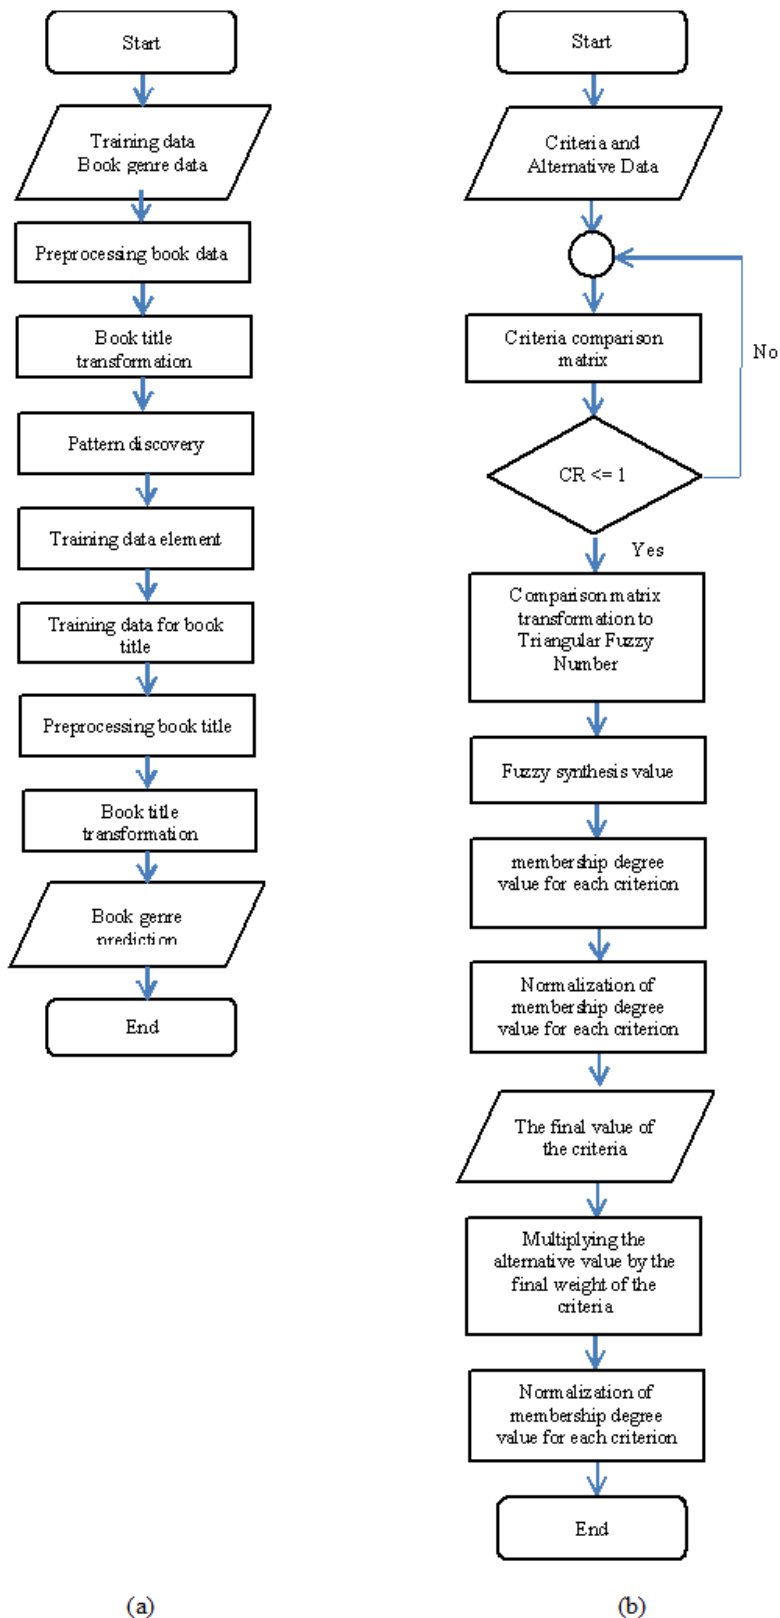 Start
Training data
Book genre data
Preprocessing book data
Book title
transformation
Pattern discovery
Training data element
Training data for book
title
Preprocessing book title
Book title
transformation
Book genre
prediction
End
(a)
Start
Criteria and
Alternative Data
Criteria comparison
matrix
No
CR <= 1
Yes
Comparison matrix
transformation to
Triangular Fuzzy
Number
Fuzzy synthesis value
membership degree
value for each criterion
Normalization of
membership degree
value for each criterion
The final value of
the criteria
Multiplying the
alternative value by the
final weight of the
criteria
Normalization of
membership degree
value for each criterion
End
(b)